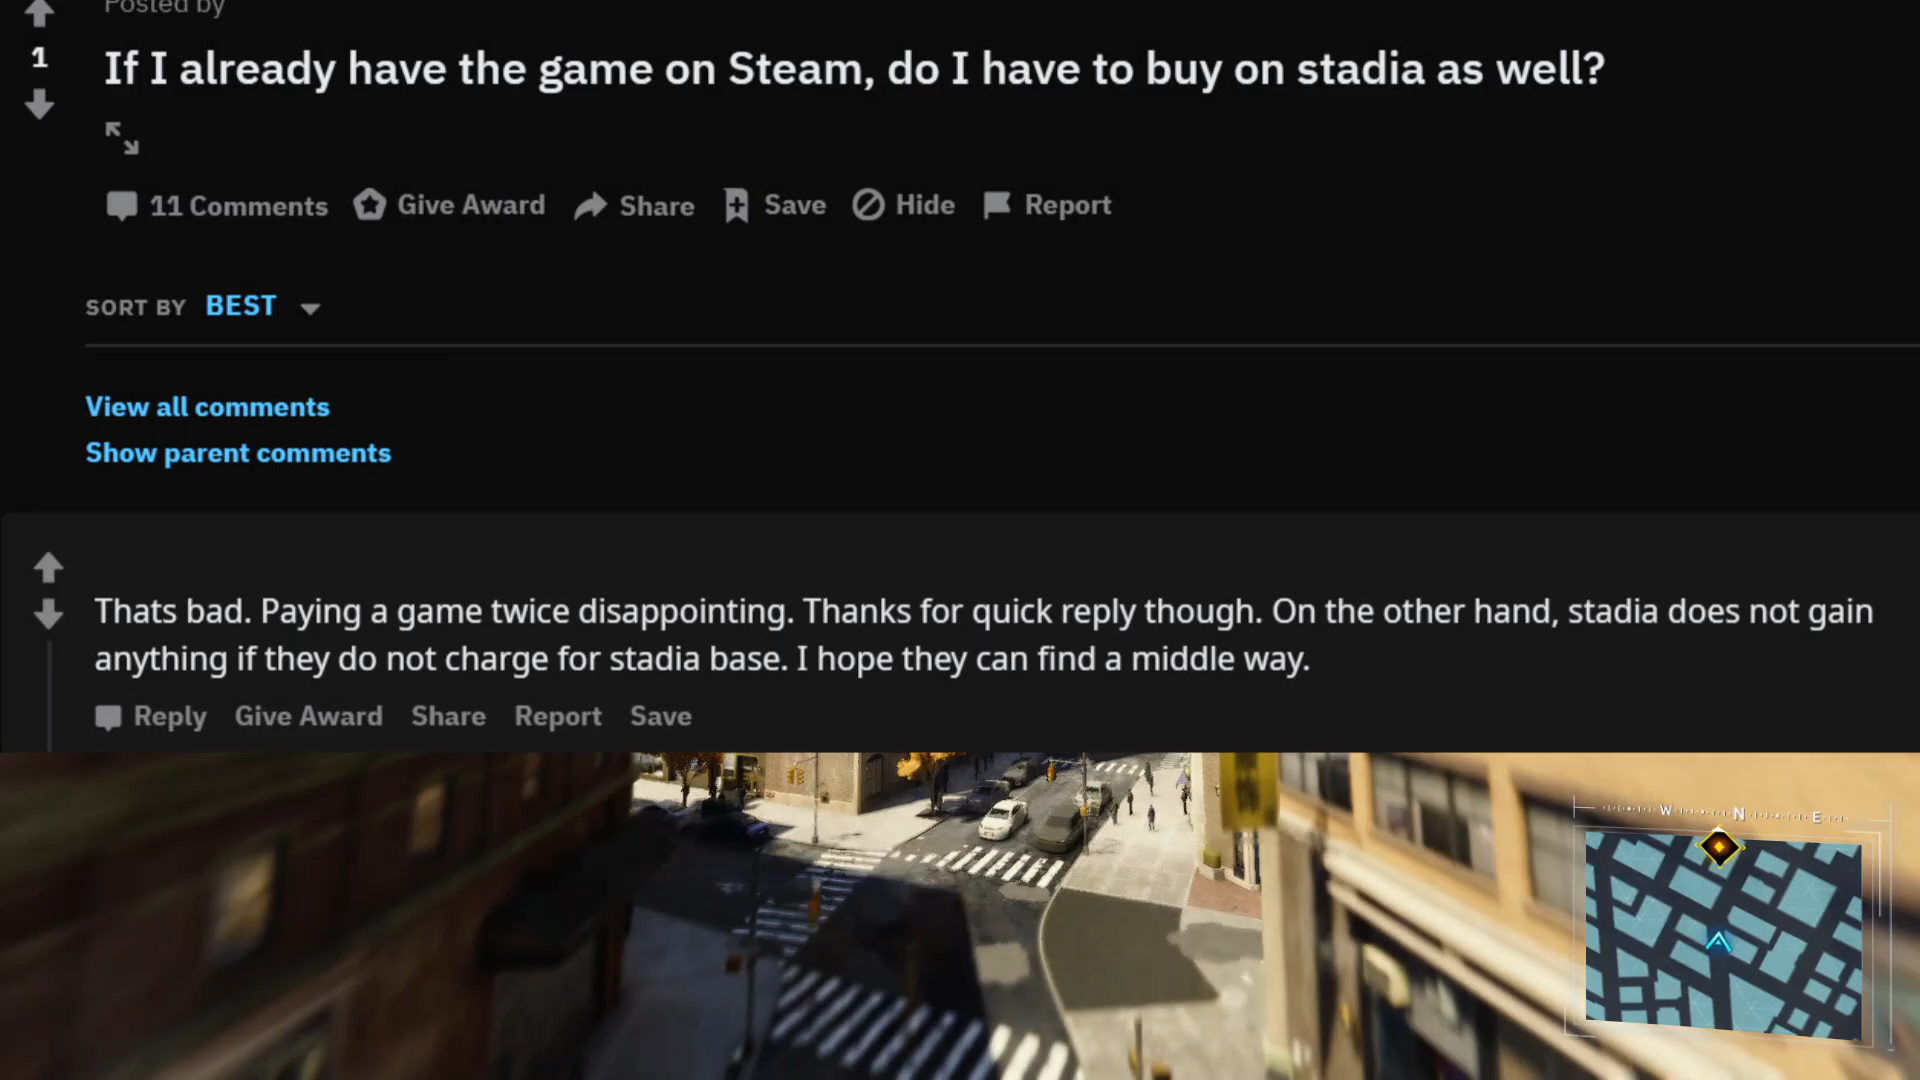 Posted by
1
If I already have the game on Steam, do I have to buy on stadia as well?
11 Comments Give Award Share Save Hide Report
SORT BY BEST
View all comments
Show parent comments
Thats bad. Paying a game twice disappointing. Thanks for quick reply though. On the other hand, stadia does not gain
anything if they do not charge for stadia base. I hope they can find a middle way.
Reply Give Award Share Report Save
W N E